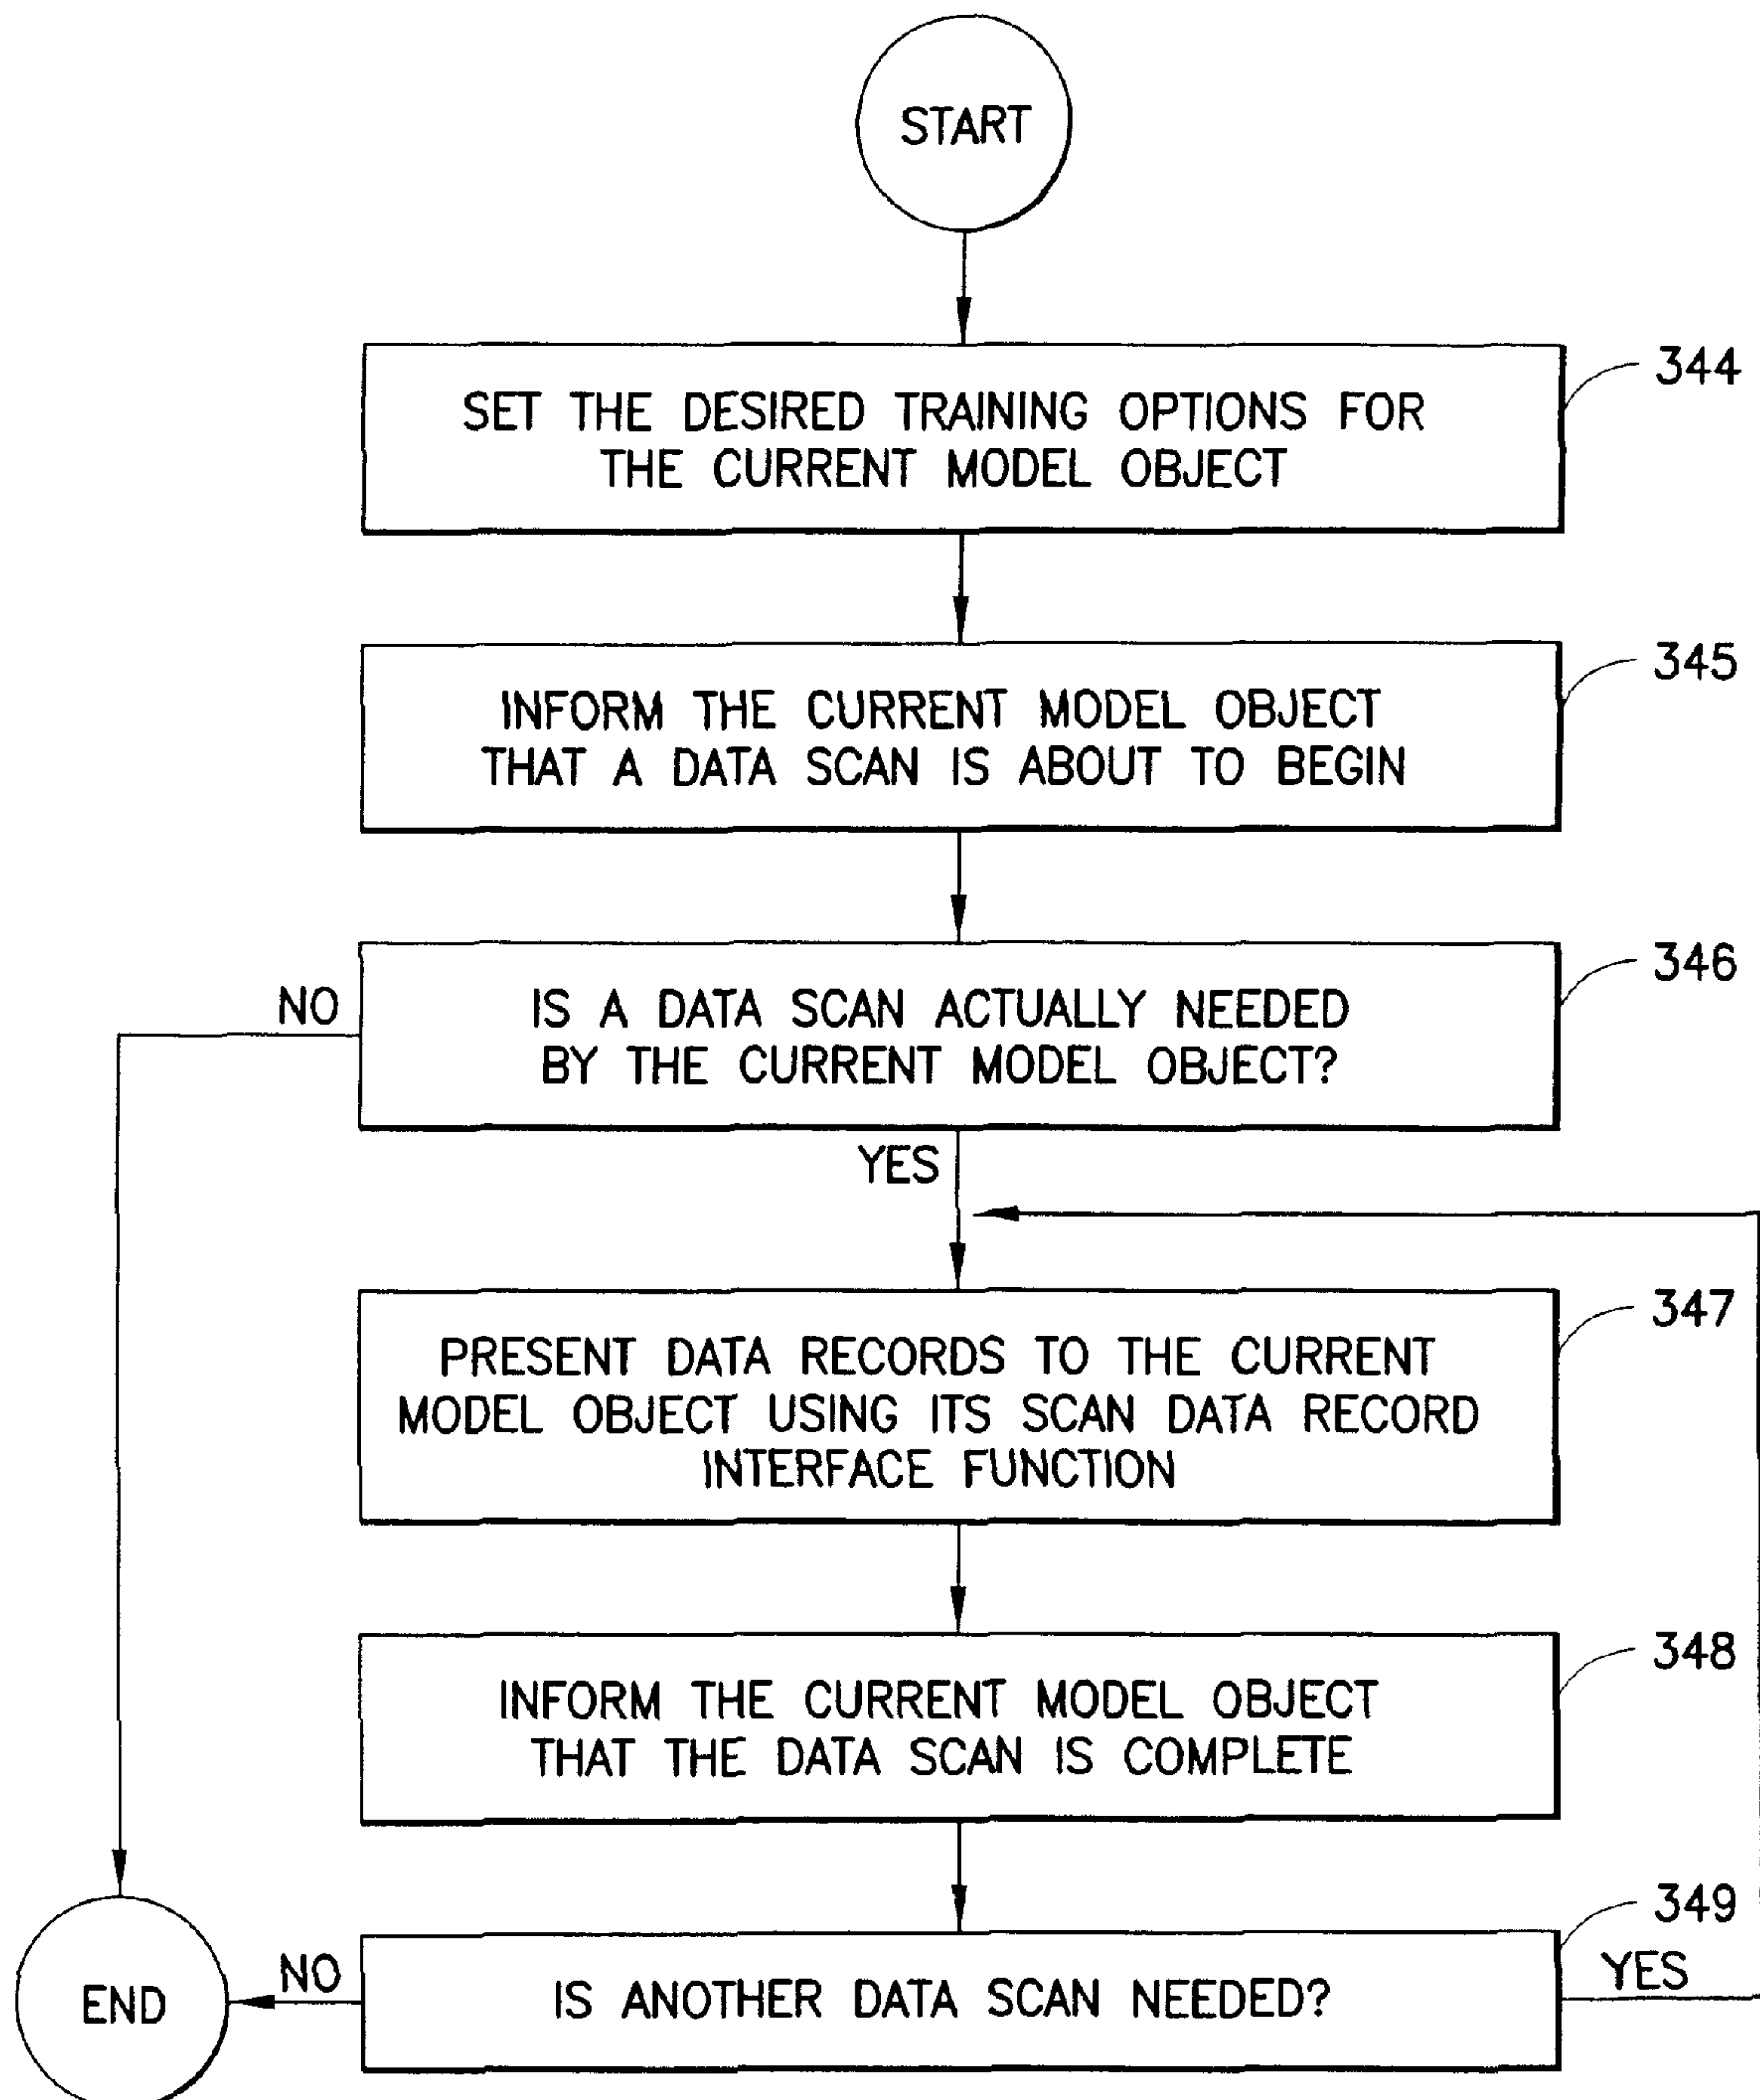 START
344
SET THE DESIRED TRAINING OPTIONS FOR
THE CURRENT MODEL OBJECT
345
INFORM THE CURRENT MODEL OBJECT
THAT A DATA SCAN IS ABOUT TO BEGIN
346
NO
IS A DATA SCAN ACTUALLY NEEDED
BY THE CURRENT MODEL OBJECT?
YES
347
PRESENT DATA RECORDS TO THE CURRENT
MODEL OBJECT USING ITS SCAN DATA RECORD
INTERFACE FUNCTION
348
INFORM THE CURRENT MODEL OBJECT
THAT THE DATA SCAN IS COMPLETE
349
END
NO
IS ANOTHER DATA SCAN NEEDED?
YES